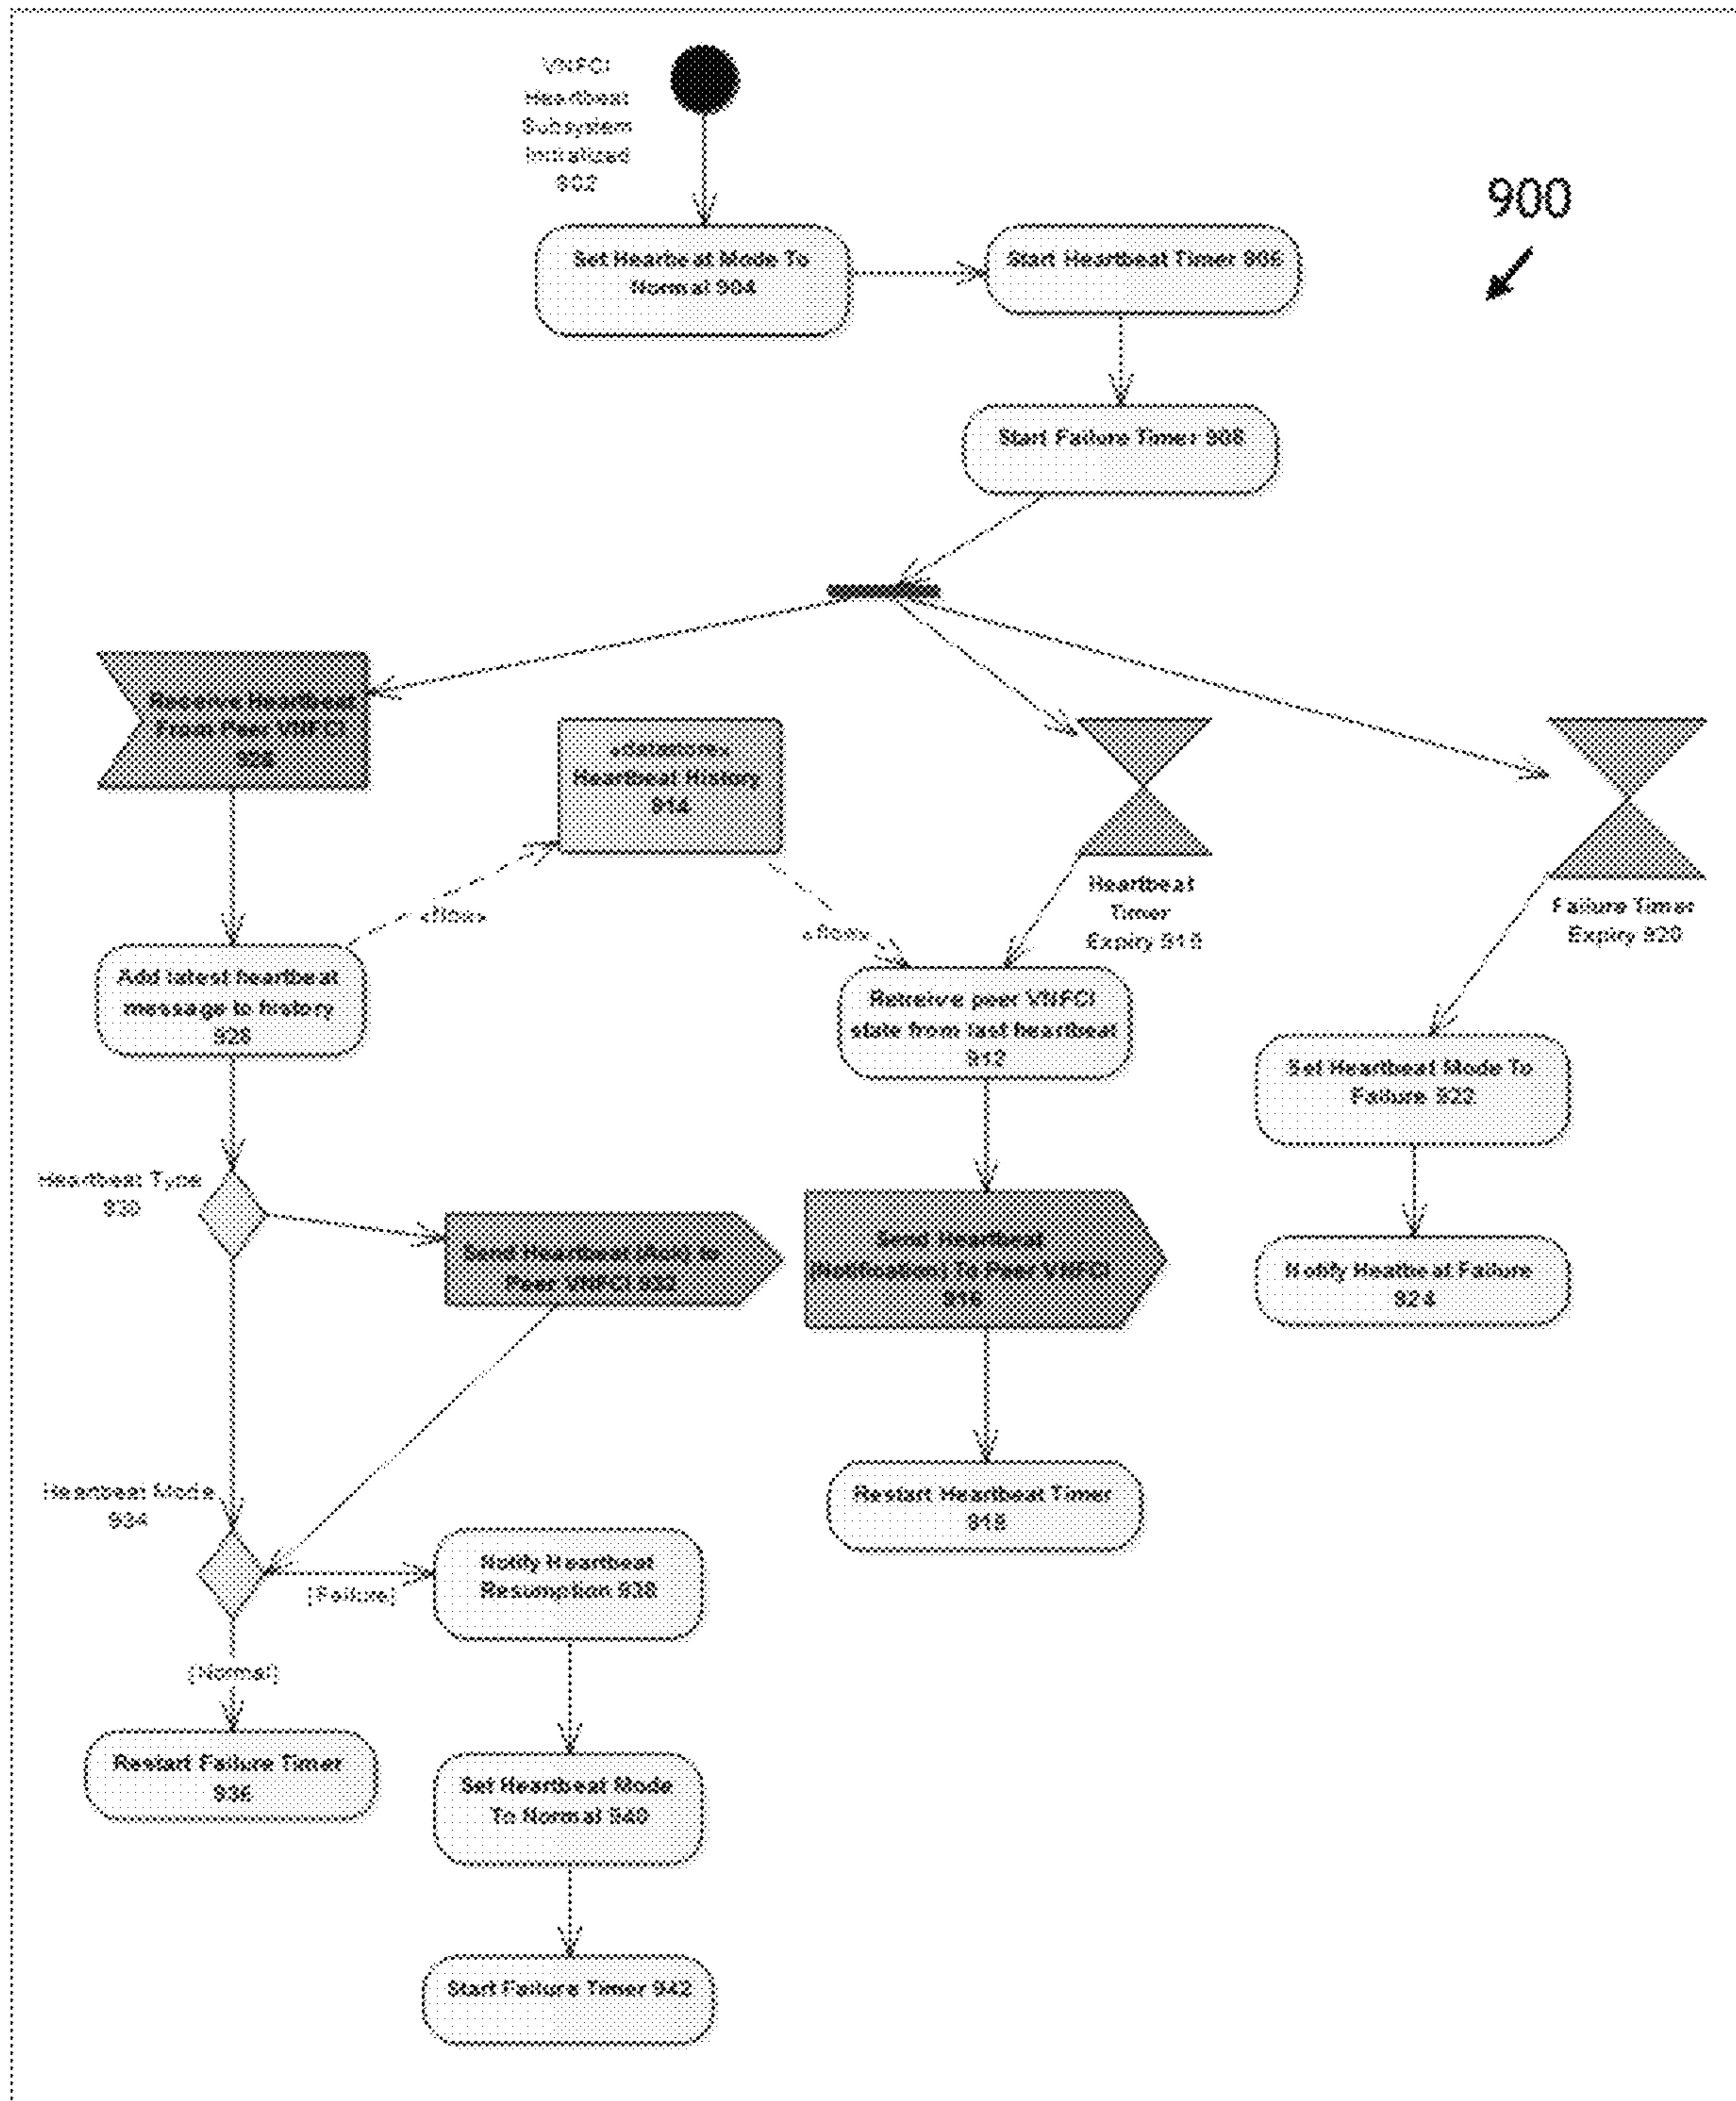 VNFCI
Heartbeat
Subsystem
Initialized
902
900
Set Hearbeat Mode To
Normal 904
Start Heartbeat Timer 906
Start Failure Timer 908
Receive Heartbeat
From Peer VNFCI
«datastore»
Heartbeat History
914
Heartbeat
Timer
Expiry
Failure Timer
Expiry 920
«flow»
«flow»
Add latest heartbeat
message to history
928
Retreive peer VNFCI
state from last heartbeat
912
Set Heartbeat Mode To
Failure 922
Heartbeat Type
930
Send Heartbeat (Ack) to
Peer VNFCI 932
Send Heartbeat
(Notification) To Peer VNFCI
916
Notify Heatbeat Failure
924
Heartbeat Mode
934
Restart Heartbeat Timer
918
Notify Heartbeat
Resumption 938
[Failure]
[Normal]
Restart Failure Timer
936
Set Heartbeat Mode
To Normal 940
Start Failure Timer 942